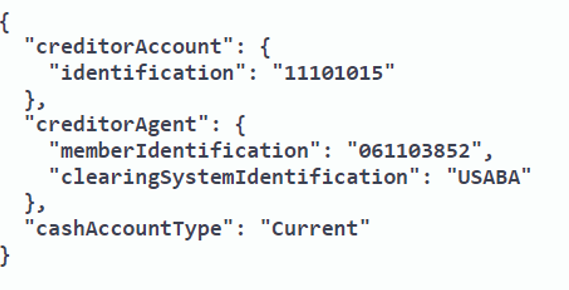 {
  "creditorAccount": {
    "identification": "11101015"
  },
  "creditorAgent": {
    "memberIdentification": "061103852",
    "clearingSystemIdentification": "USABA"
  },
  "cashAccountType": "Current"
}